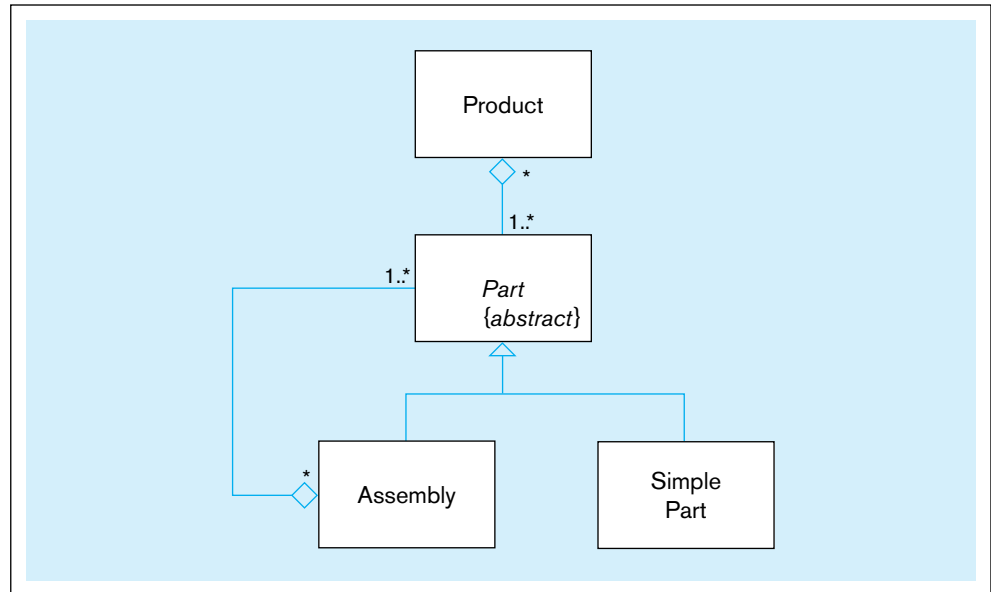 Product
*
1..*
1..*
Part
{abstract}
*
Assembly
Simple
Part